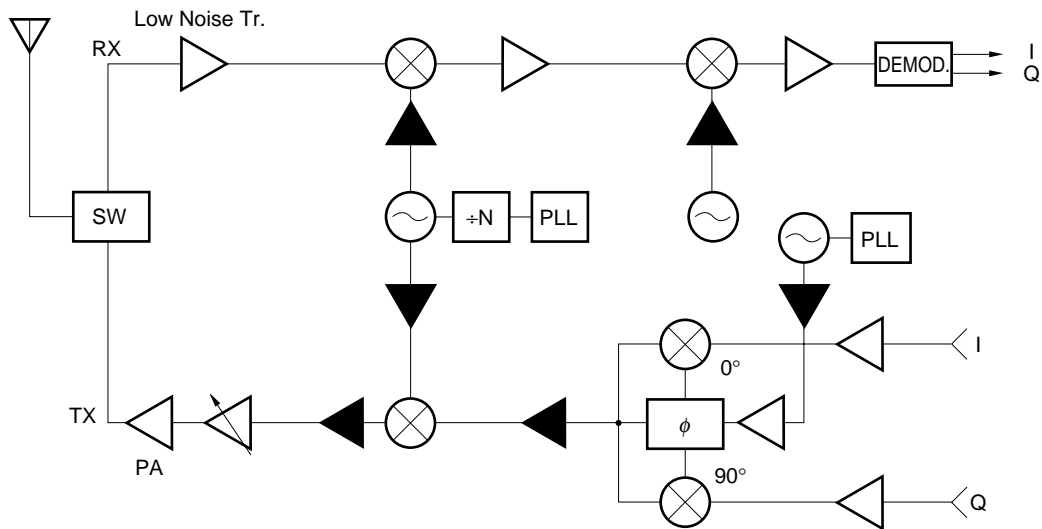 Low Noise Tr.
RX
DEMOD.
I
Q
SW
÷N
PLL
PLL
I
0°
TX
ϕ
PA
90°
Q